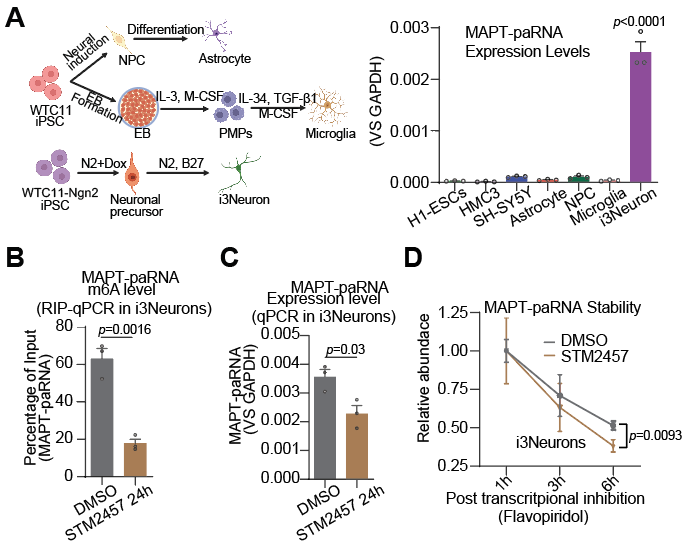 A
Neural
induction
NPC
Differentiation
Astrocyte
WTC11
iPSC
EB
Formation
EB
IL-3, M-CSF
PMPs
IL-34, TGF-β1
M-CSF
Microglia
WTC11-Ngn2
iPSC
N2+Dox
Neuronal
precursor
N2, B27
i3Neuron
MAPT-paRNA
Expression Levels
p<0.0001
(VS GAPDH)
0.003
0.002
0.001
0.000
H1-ESCs
HMC3
SH-SY5Y
Astrocyte
NPC
Microglia
i3Neuron
B
MAPT-paRNA
m6A level
(RIP-qPCR in i3Neurons)
p=0.0016
Percentage of Input
(MAPT-paRNA)
80
60
40
20
0
DMSO
STM2457 24h
C
MAPT-paRNA
Expression level
(qPCR in i3Neurons)
p=0.03
MAPT-paRNA
(VS GAPDH)
0.005
0.004
0.003
0.002
0.001
0.000
DMSO
STM2457 24h
D
MAPT-paRNA Stability
DMSO
STM2457
Relative abundace
1.25
1.00
0.75
0.50
0.25
i3Neurons
p=0.0093
1h
3h
6h
Post transcritpional inhibition
(Flavopiridol)